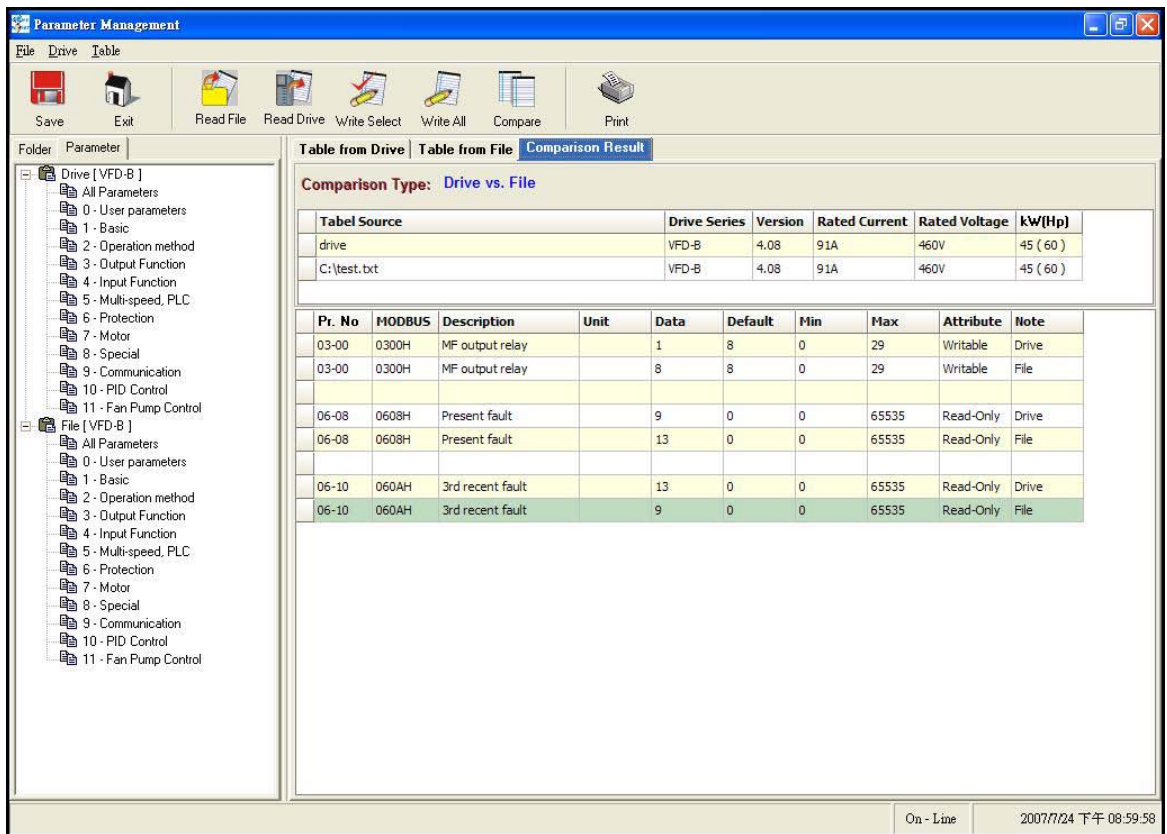 Parameter Management
File Drive Table
Save Exit Read File Read Drive Write Select Write All Compare Print
Folder Parameter
Drive [ VFD-B ]
All Parameters
0 - User parameters
1 - Basic
2 - Operation method
3 - Output Function
4 - Input Function
5 - Multi-speed, PLC
6 - Protection
7 - Motor
8 - Special
9 - Communication
10 - PID Control
11 - Fan Pump Control
File [ VFD-B ]
All Parameters
0 - User parameters
1 - Basic
2 - Operation method
3 - Output Function
4 - Input Function
5 - Multi-speed, PLC
6 - Protection
7 - Motor
8 - Special
9 - Communication
10 - PID Control
11 - Fan Pump Control
Table from Drive Table from File Comparison Result
Comparison Type: Drive vs. File
Tabel Source Drive Series Version Rated Current Rated Voltage kW(Hp)
drive VFD-B 4.08 91A 460V 45 ( 60 )
C:\test.txt VFD-B 4.08 91A 460V 45 ( 60 )
Pr. No MODBUS Description Unit Data Default Min Max Attribute Note
03-00 0300H MF output relay 1 8 0 29 Writable Drive
03-00 0300H MF output relay 8 8 0 29 Writable File
06-08 0608H Present fault 9 0 0 65535 Read-Only Drive
06-08 0608H Present fault 13 0 0 65535 Read-Only File
06-10 060AH 3rd recent fault 13 0 0 65535 Read-Only Drive
06-10 060AH 3rd recent fault 9 0 0 65535 Read-Only File
On - Line 2007/7/24 下午 08:59:58